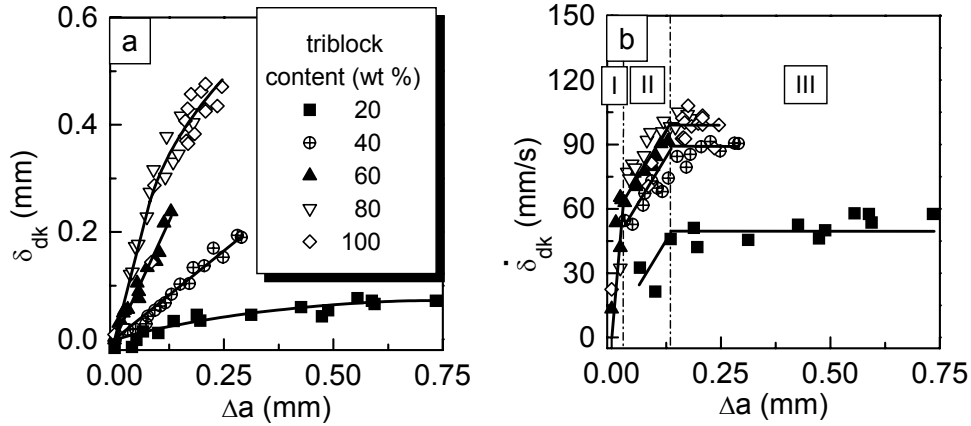 a
δdk (mm)
0.6
0.4
0.2
0.0
0.00 0.25 0.50 0.75
Δa (mm)
triblock
content (wt %)
20
40
60
80
100
b
I II III
δ̇dk (mm/s)
150
120
90
60
30
0
0.00 0.25 0.50 0.75
Δa (mm)